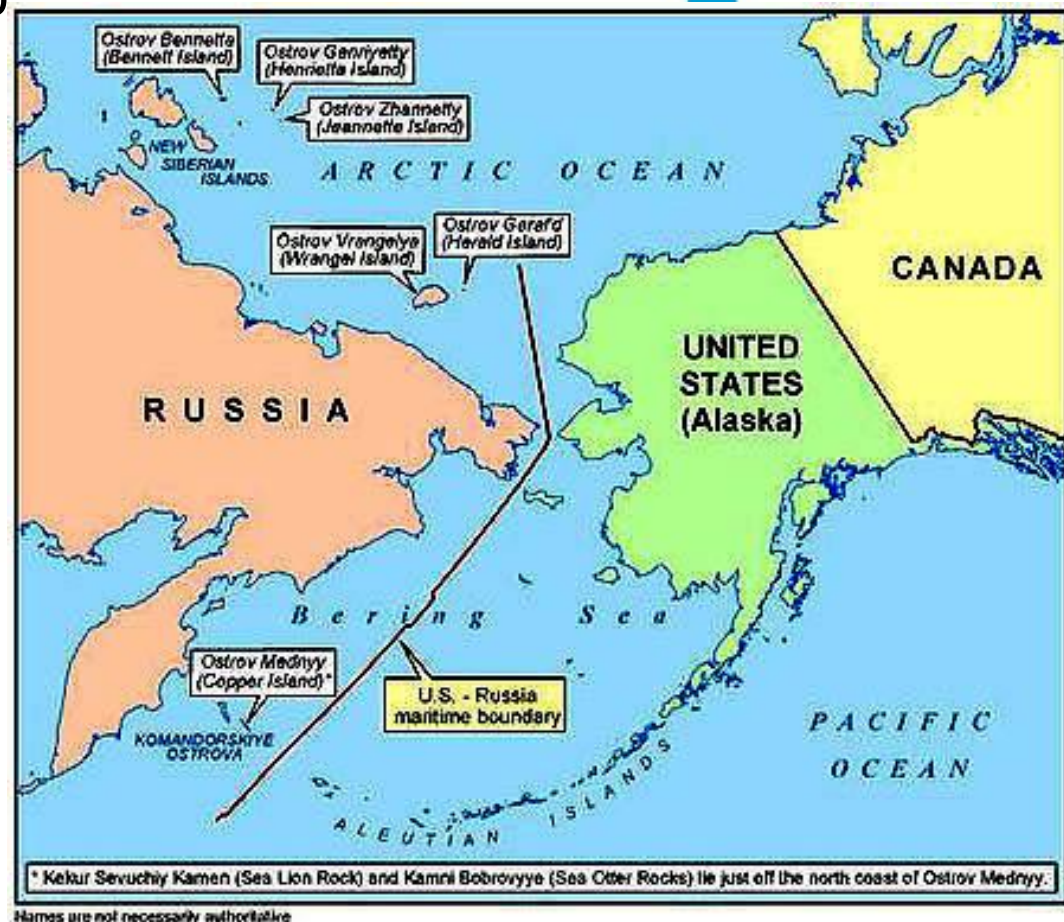 Ostrov Bennetta
(Bennett Island)
Ostrov Genriyetty
(Henrietta Island)
Ostrov Zhannetty
(Jeannette Island)
NEW
SIBERIAN
ISLANDS
ARCTIC OCEAN
Ostrov Vrangelya
(Wrangel Island)
Ostrov Geral'd
(Herald Island)
CANADA
UNITED
STATES
(Alaska)
RUSSIA
Bering Sea
Ostrov Mednyy
(Copper Island)*
KOMANDORSKIYE
OSTROVA
U.S. - Russia
maritime boundary
PACIFIC
OCEAN
ALEUTIAN ISLANDS
* Kekur Sevuchiy Kamen (Sea Lion Rock) and Kamni Bobrovyye (Sea Otter Rocks) lie just off the north coast of Ostrov Mednyy.
Names are not necessarily authoritative